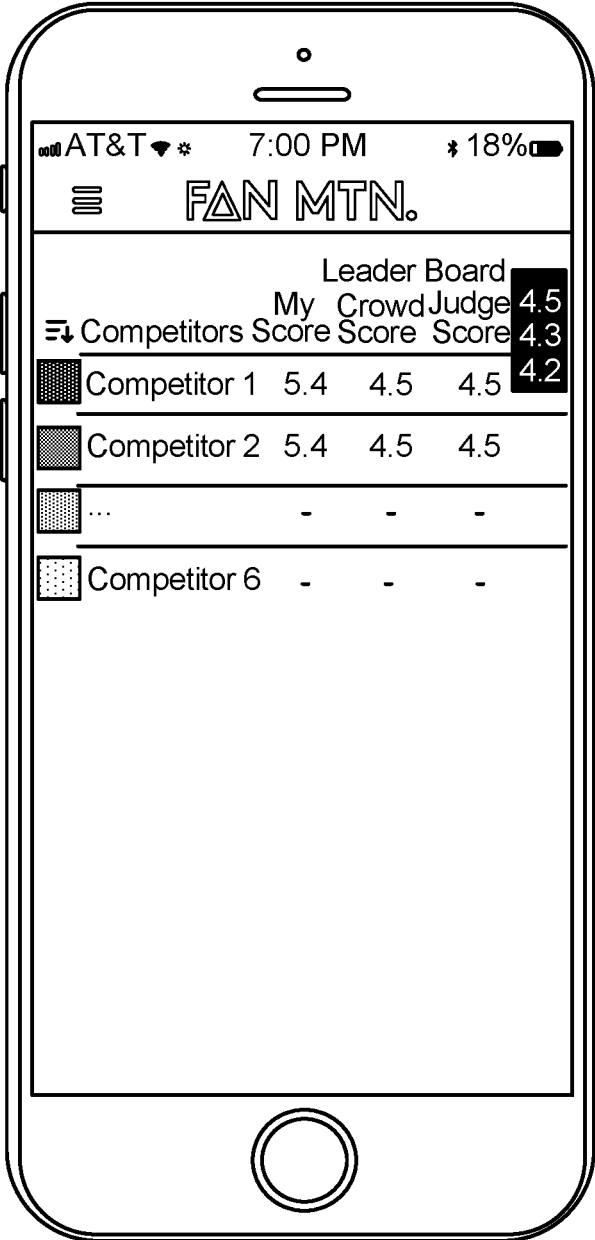 AT&T 7:00 PM 18%
FAN MTN.
Leader Board
My Crowd Judge 4.5
Competitors Score Score Score 4.3
4.2
Competitor 1 5.4 4.5 4.5
Competitor 2 5.4 4.5 4.5
... - - -
Competitor 6 - - -